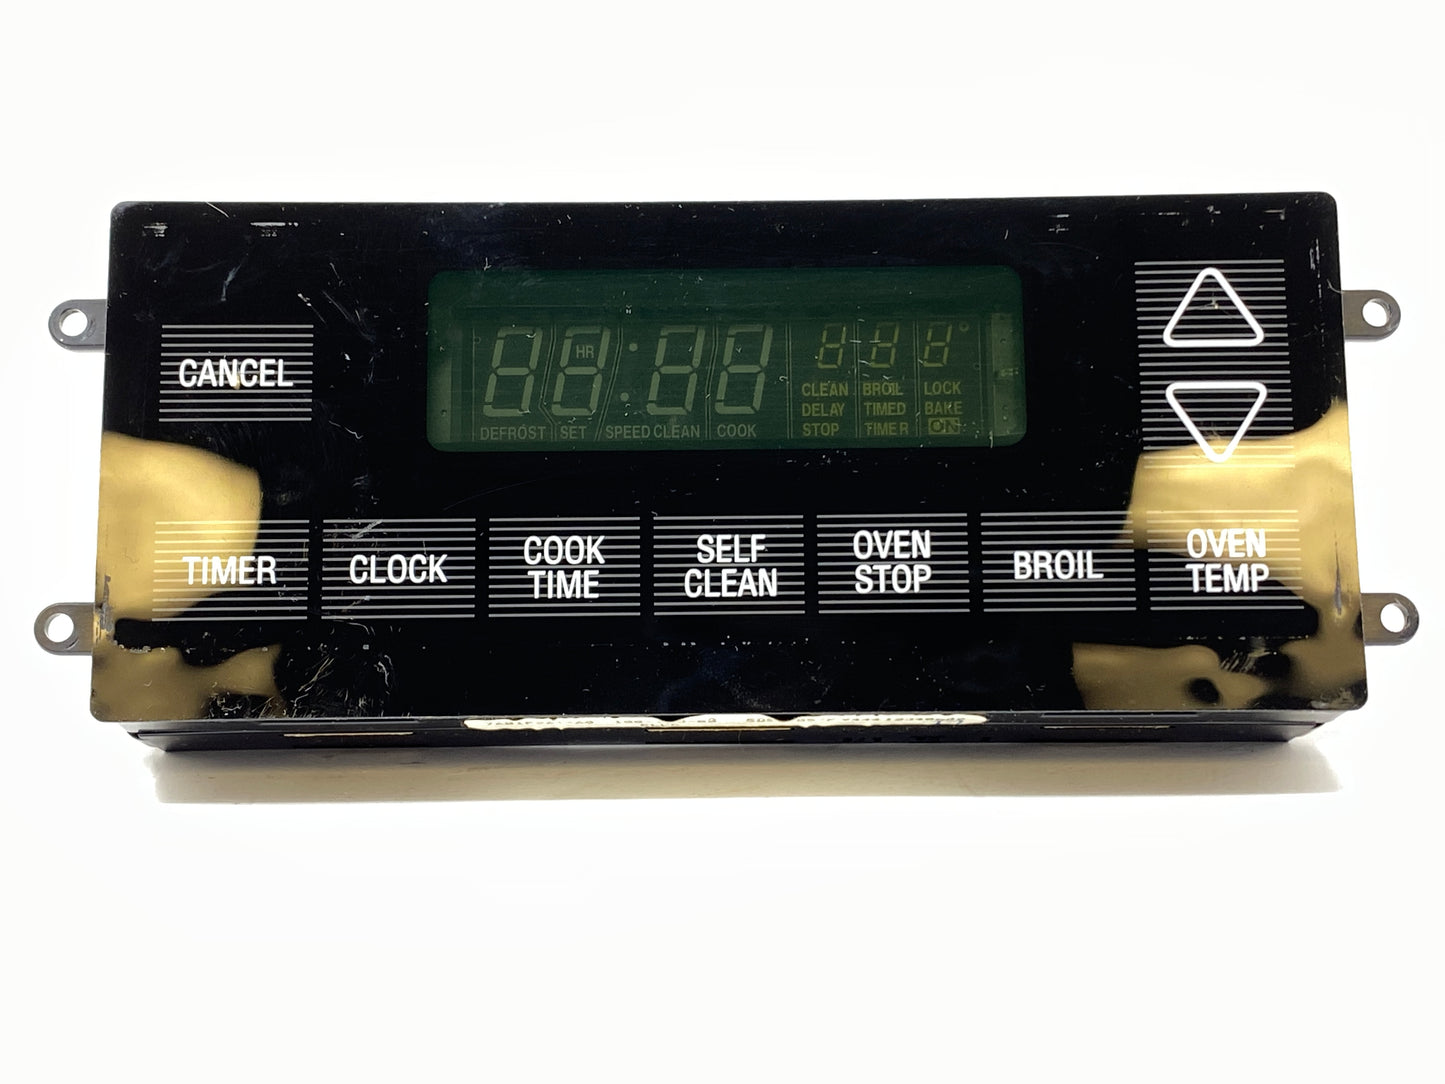 CANCEL
88:88
HR
CLEAN BROIL LOCK
DELAY TIMED BAKE
STOP TIMER ON
DEFROST SET SPEED CLEAN COOK
TIMER
CLOCK
COOK
TIME
SELF
CLEAN
OVEN
STOP
BROIL
OVEN
TEMP